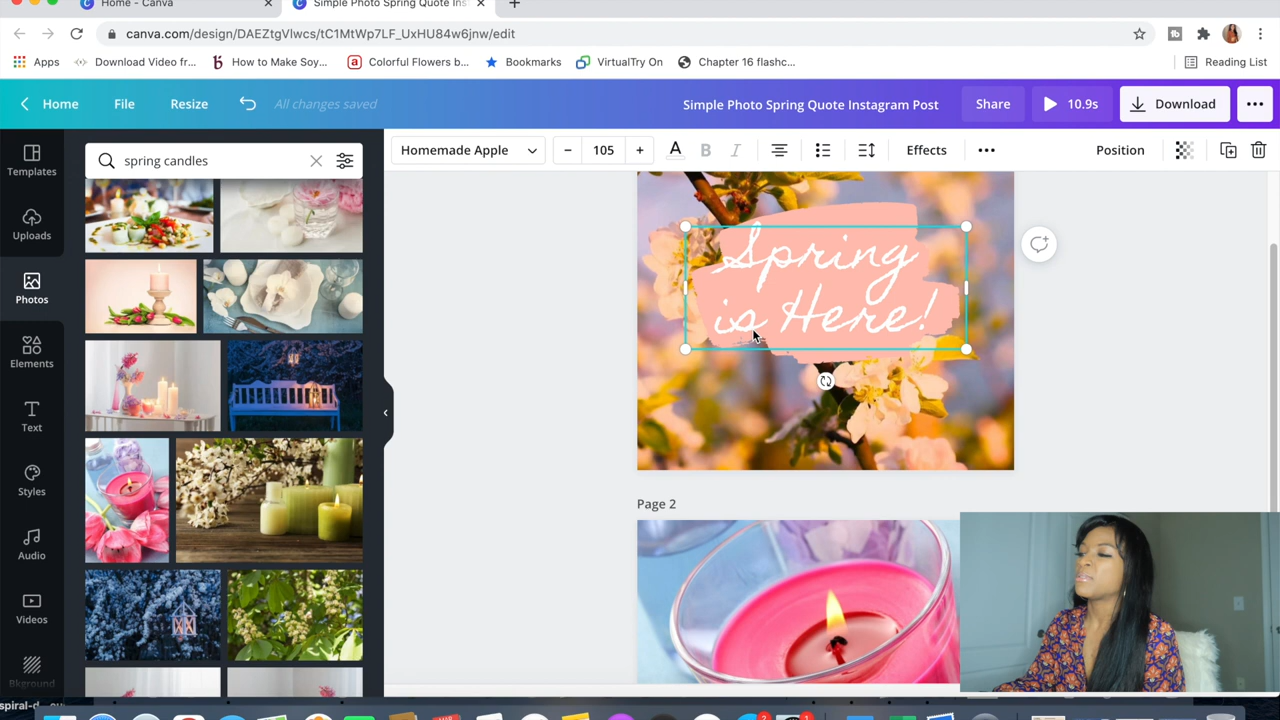 Home - Canva
Simple Photo Spring Quote Ins
canva.com/design/DAEZtgVlwcs/tC1MtWp7LF_UxHU84w6jnw/edit
Apps
Download Video fr...
How to Make Soy...
Colorful Flowers b...
Bookmarks
VirtualTry On
Chapter 16 flashc...
Reading List
Home
File
Resize
All changes saved
Simple Photo Spring Quote Instagram Post
Share
10.9s
Download
Templates
Uploads
Photos
Elements
Text
Styles
Audio
Videos
Bkground
spring candles
Homemade Apple
105
A
B
I
Effects
Position
Spring
is Here!
Page 2